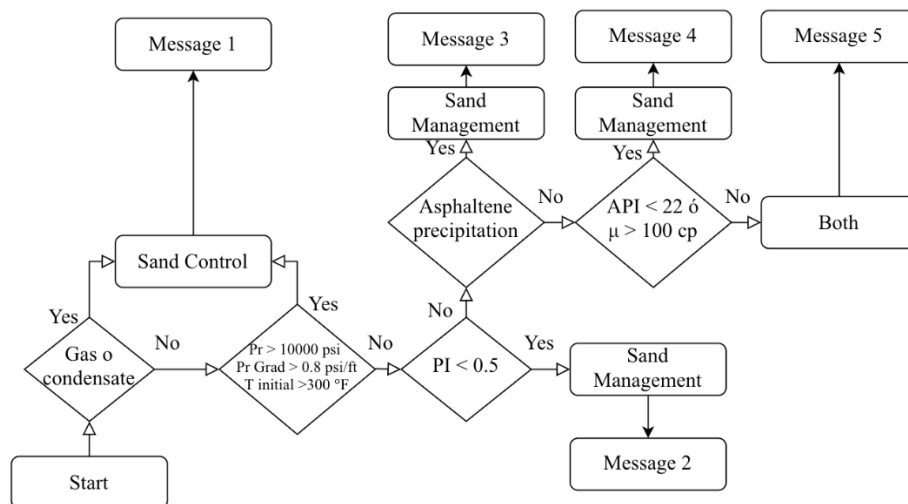 Message 1
Message 3
Message 4
Message 5
Sand
Management
Sand
Management
Yes
Yes
No
No
Asphaltene
precipitation
API < 22 ó
μ > 100 cp
Both
Sand Control
Yes
Yes
No
No
No
Yes
Gas o
condensate
Pr > 10000 psi
Pr Grad > 0.8 psi/ft
T initial >300 °F
PI < 0.5
Sand
Management
Start
Message 2